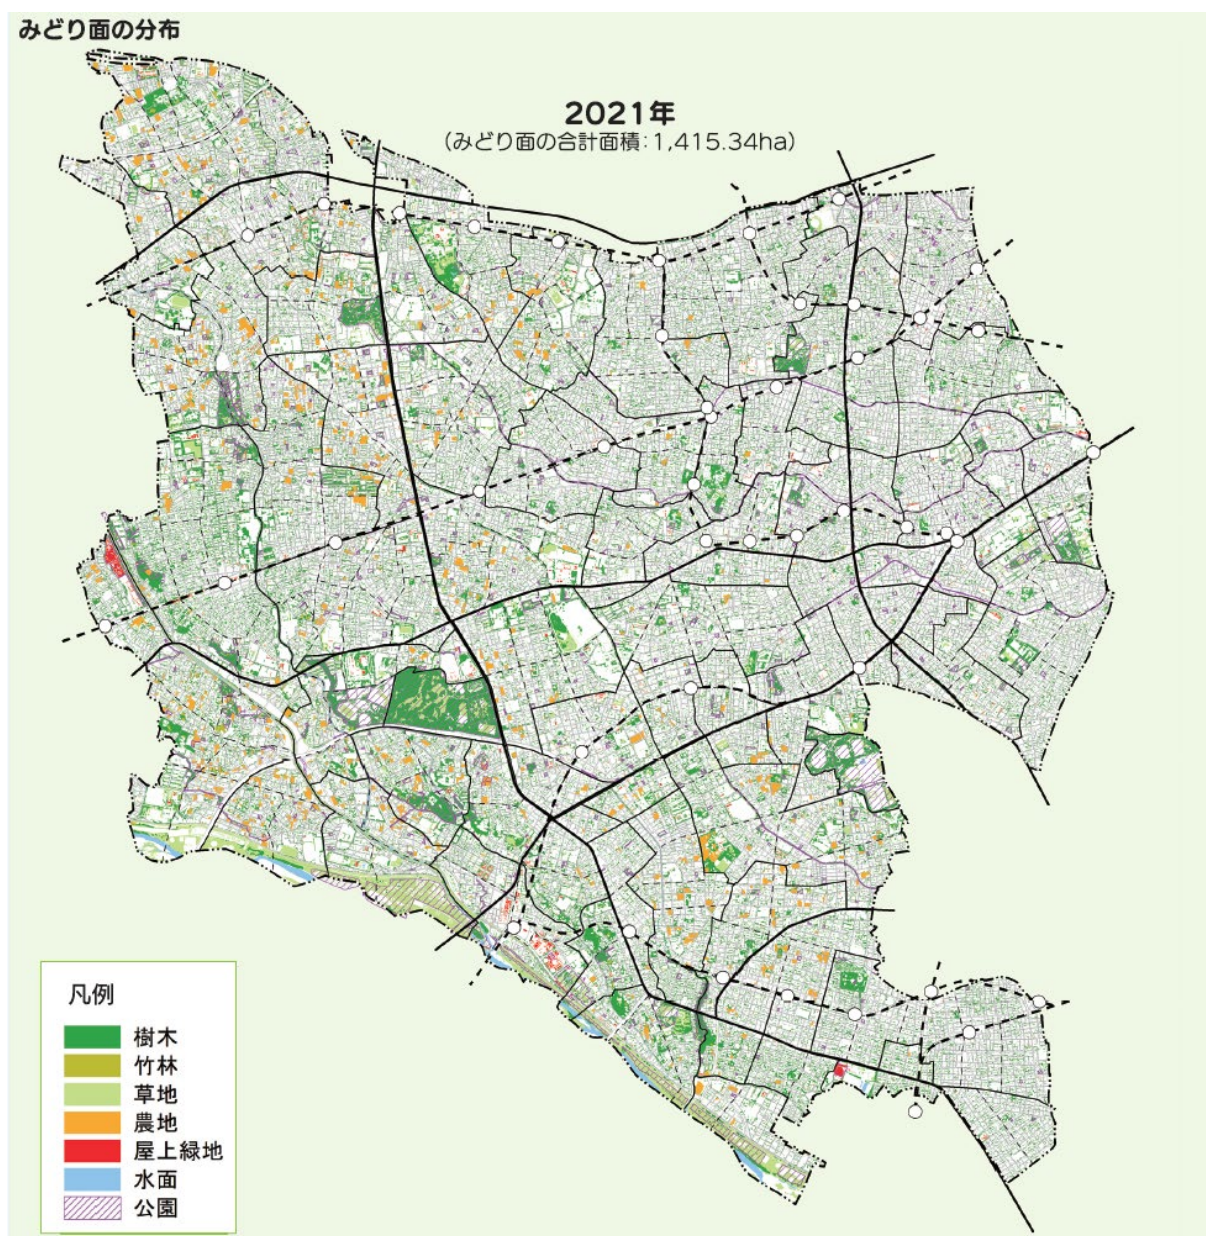 みどり面の分布
2021年
（みどり面の合計面積：1,415.34ha）
凡例
樹木
竹林
草地
農地
屋上緑地
水面
公園